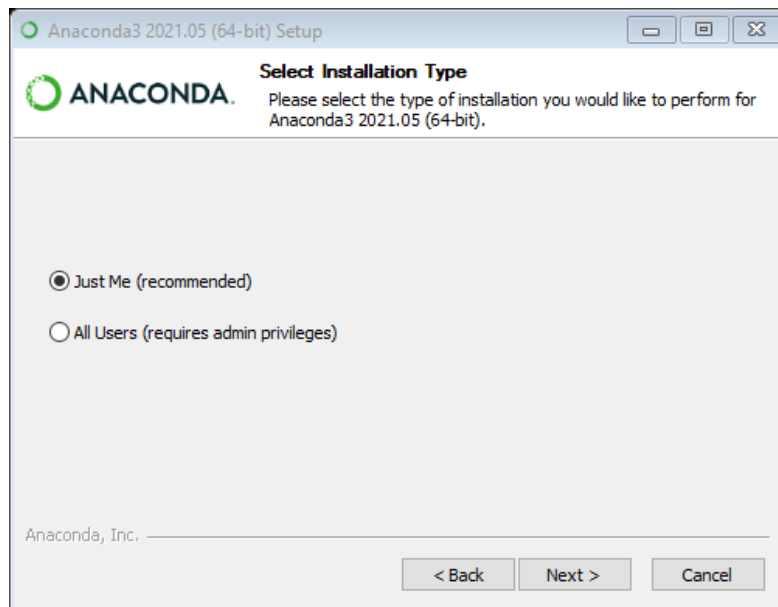 Anaconda3 2021.05 (64-bit) Setup
ANACONDA.
Select Installation Type
Please select the type of installation you would like to perform for
Anaconda3 2021.05 (64-bit).
Just Me (recommended)
All Users (requires admin privileges)
Anaconda, Inc.
< Back
Next >
Cancel